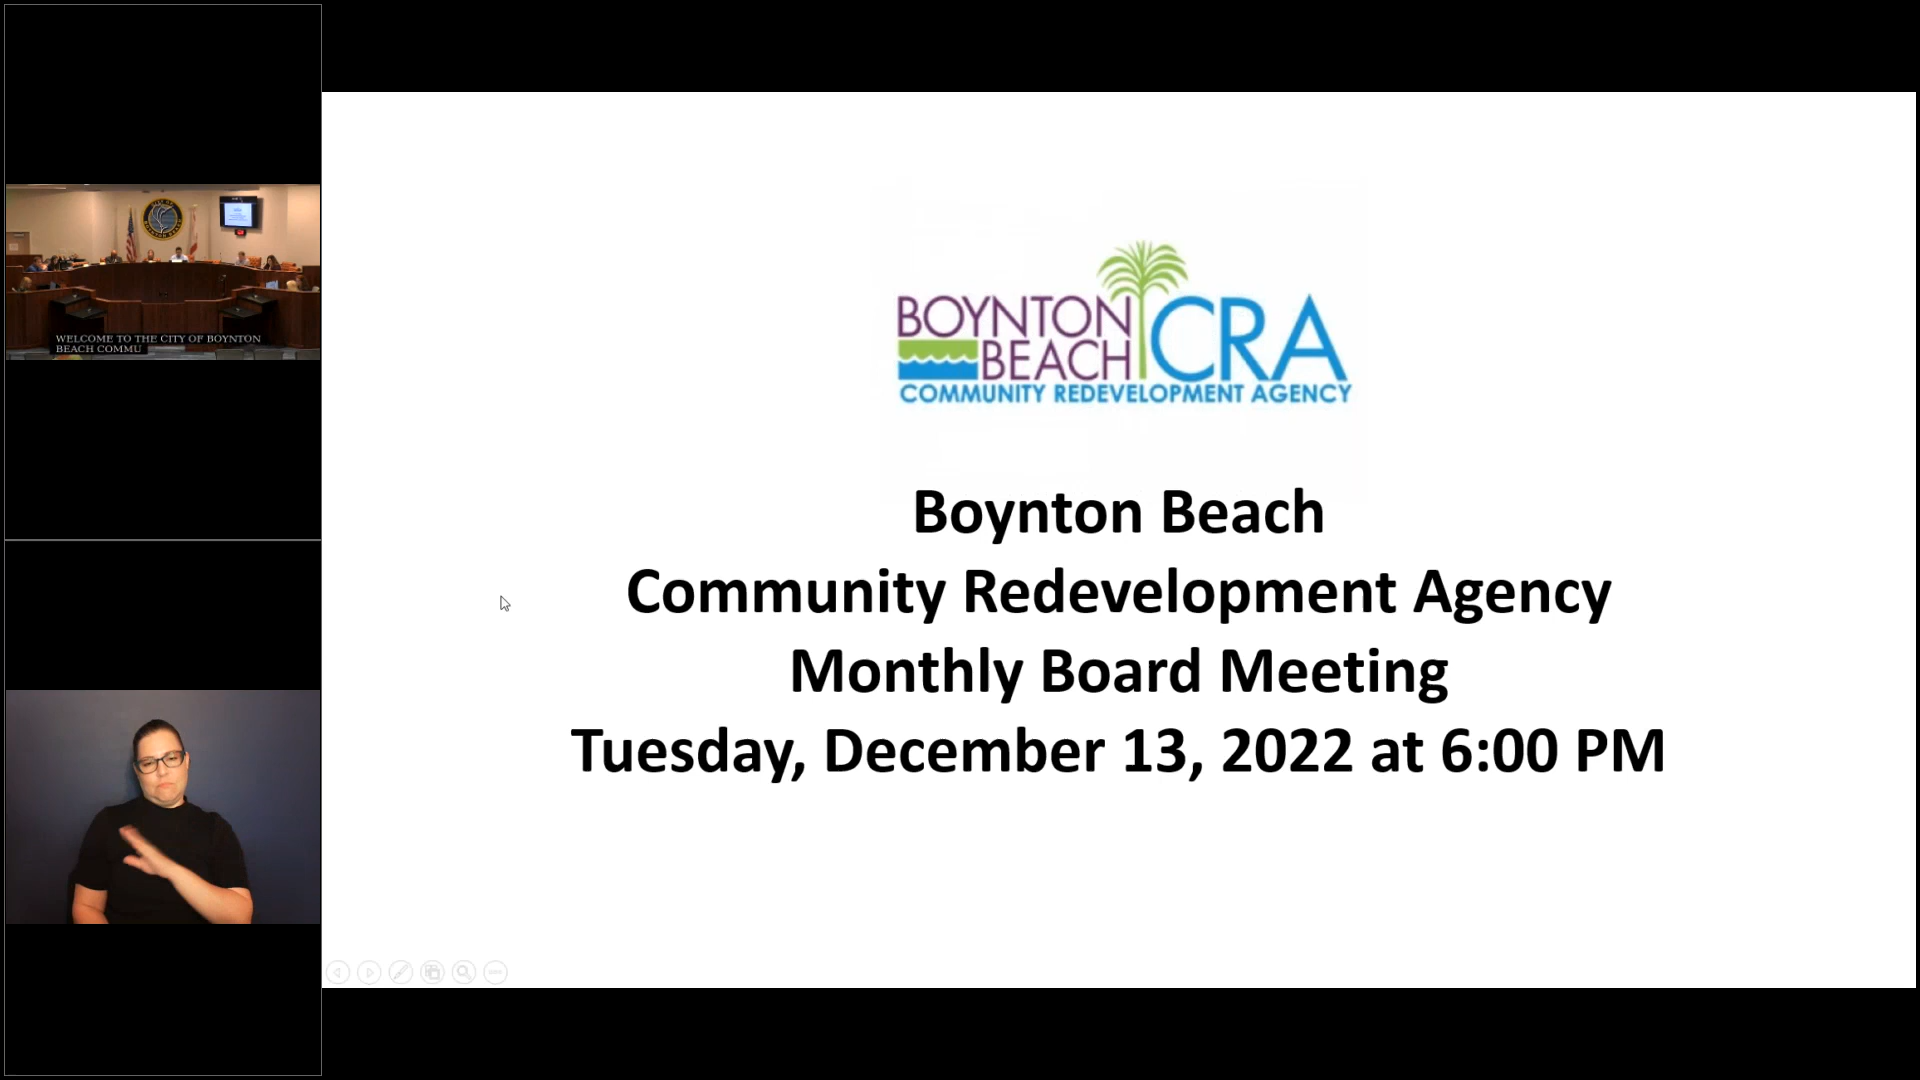 WELCOME TO THE CITY OF BOYNTON
BEACH COMMU
BOYNTON
BEACH
CRA
COMMUNITY REDEVELOPMENT AGENCY
Boynton Beach
Community Redevelopment Agency
Monthly Board Meeting
Tuesday, December 13, 2022 at 6:00 PM